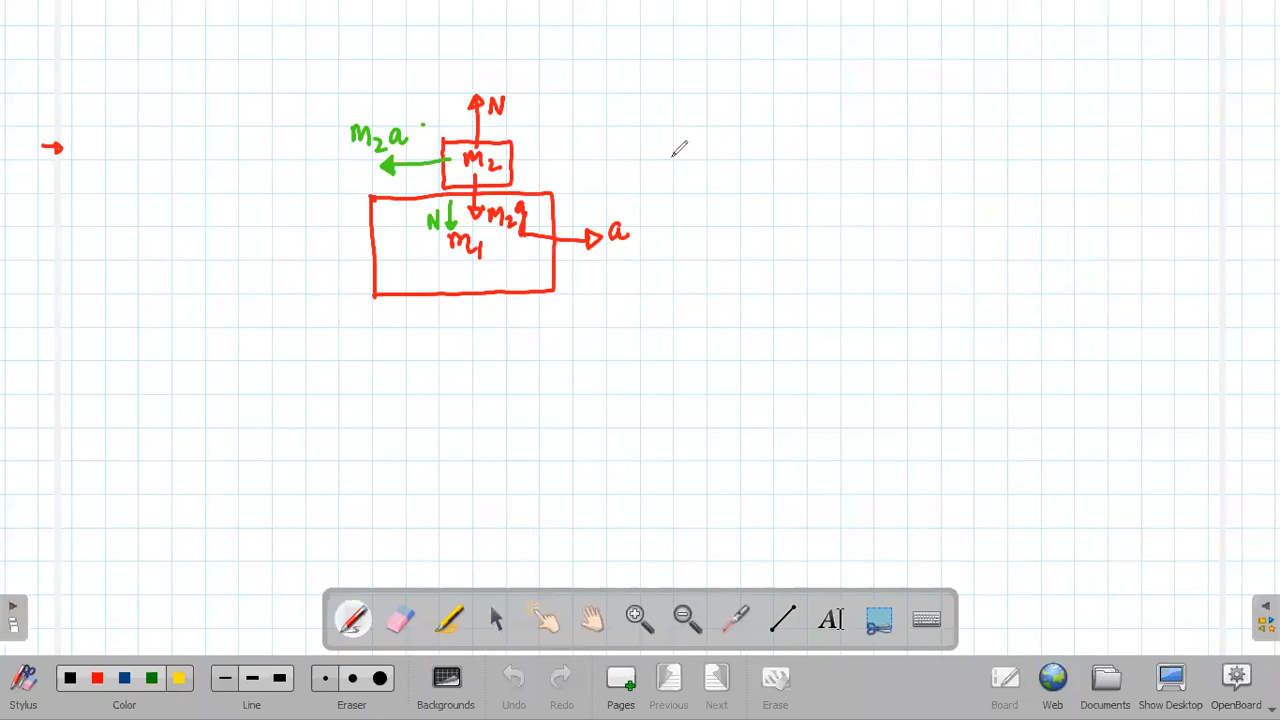 N
m₂a
m₂
N
m₂g
m₁
a
Stylus
Color
Line
Eraser
Backgrounds
Undo
Redo
Pages
Previous
Next
Erase
Board
Web
Documents
Show Desktop
OpenBoard